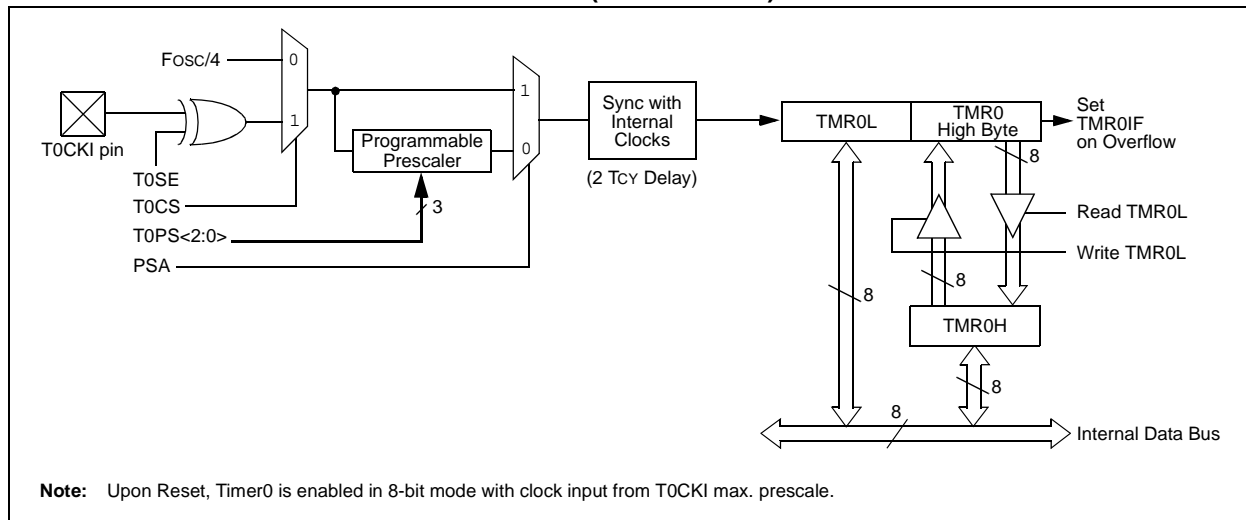 FOSC/4
0
1
T0CKI pin
T0SE
T0CS
T0PS<2:0>
PSA
Programmable
Prescaler
3
1
0
Sync with
Internal
Clocks
(2 TCY Delay)
TMR0L
TMR0
High Byte
Set
TMR0IF
on Overflow
8
Read TMR0L
Write TMR0L
8
8
TMR0H
8
8
Internal Data Bus
Note: Upon Reset, Timer0 is enabled in 8-bit mode with clock input from T0CKI max. prescale.